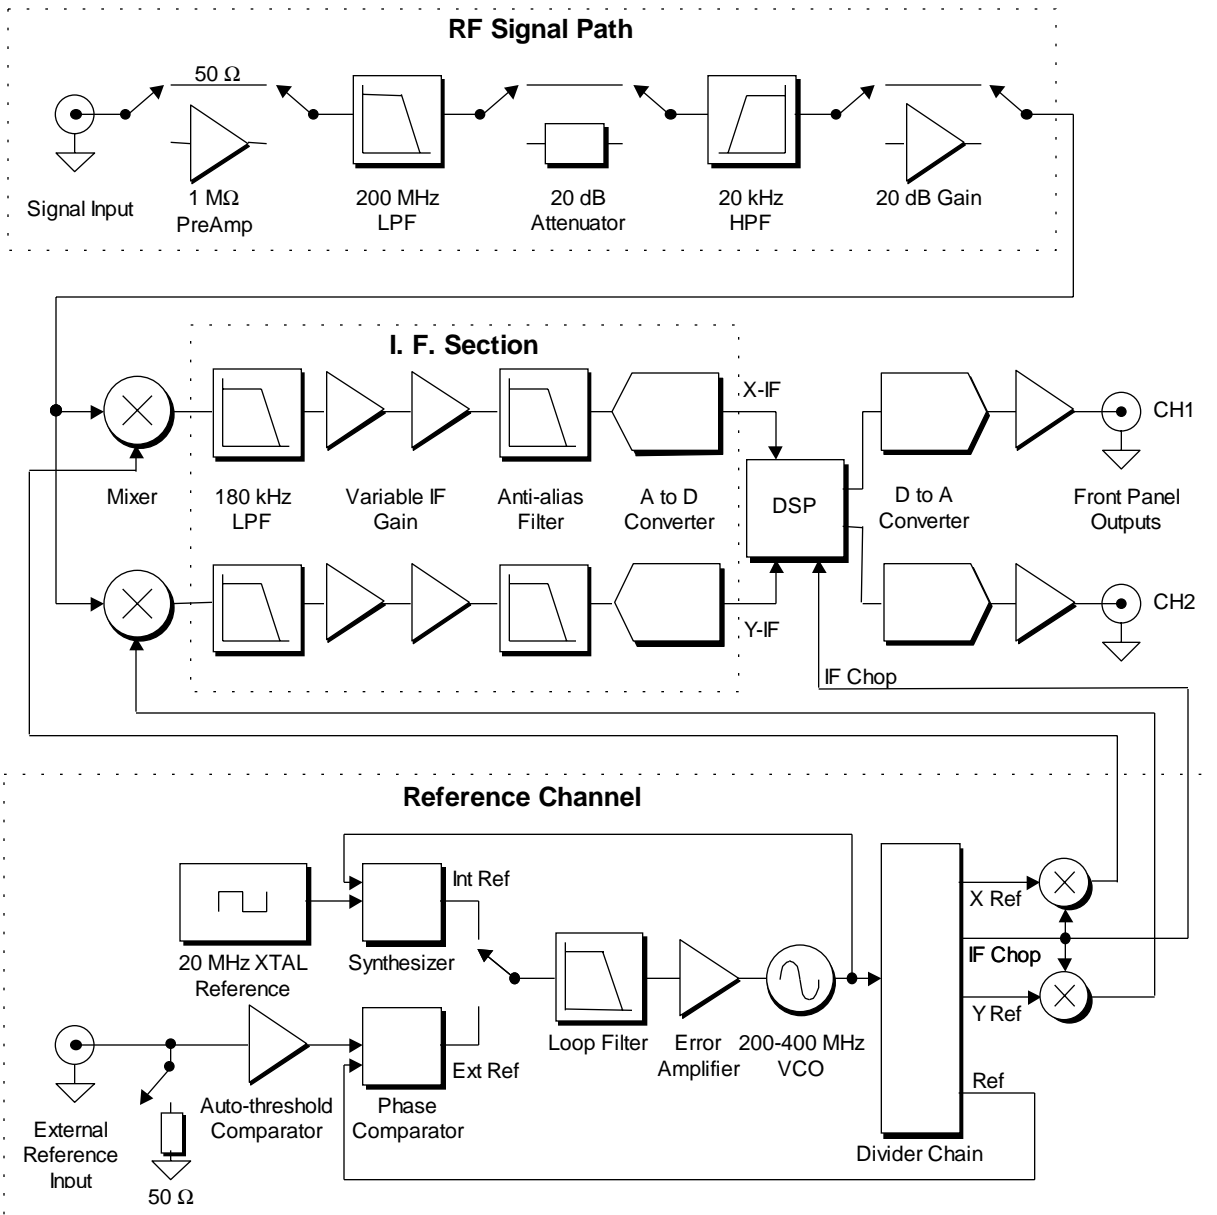 RF Signal Path
50 Ω
Signal Input
1 MΩ
PreAmp
200 MHz
LPF
20 dB
Attenuator
20 kHz
HPF
20 dB Gain
I. F. Section
X-IF
CH1
Mixer
180 kHz
LPF
Variable IF
Gain
Anti-alias
Filter
A to D
Converter
DSP
D to A
Converter
Front Panel
Outputs
Y-IF
CH2
IF Chop
Reference Channel
Int Ref
20 MHz XTAL
Reference
Synthesizer
X Ref
IF Chop
Y Ref
Loop Filter
Error
Amplifier
200-400 MHz
VCO
Ext Ref
Ref
Auto-threshold
Comparator
Phase
Comparator
Divider Chain
External
Reference
Input
50 Ω